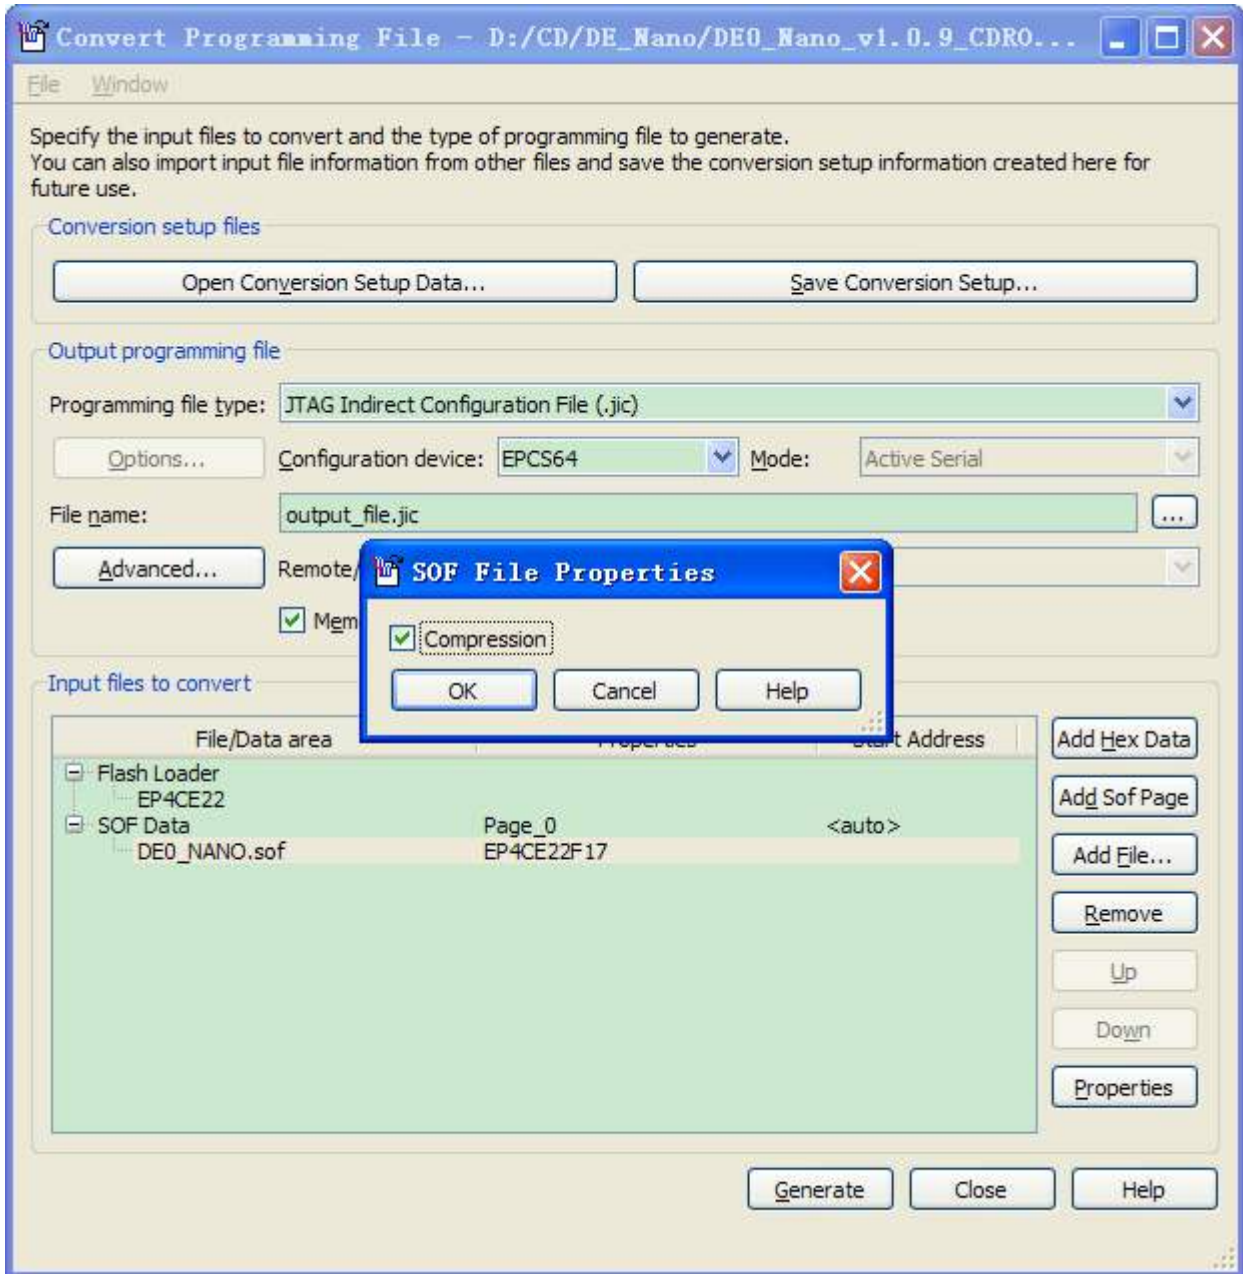 Convert Programming File - D:/CD/DE_Nano/DE0_Nano_v1.0.9_CDRO...
File Window
Specify the input files to convert and the type of programming file to generate.
You can also import input file information from other files and save the conversion setup information created here for
future use.
Conversion setup files
Open Conversion Setup Data... Save Conversion Setup...
Output programming file
Programming file type: JTAG Indirect Configuration File (.jic)
Options... Configuration device: EPCS64 Mode: Active Serial
File name: output_file.jic ...
Advanced... Remote/
Mem
SOF File Properties
Compression
OK Cancel Help
Input files to convert
File/Data area Properties Start Address
Flash Loader
EP4CE22
SOF Data Page_0 <auto>
DE0_NANO.sof EP4CE22F17
Add Hex Data
Add Sof Page
Add File...
Remove
Up
Down
Properties
Generate Close Help